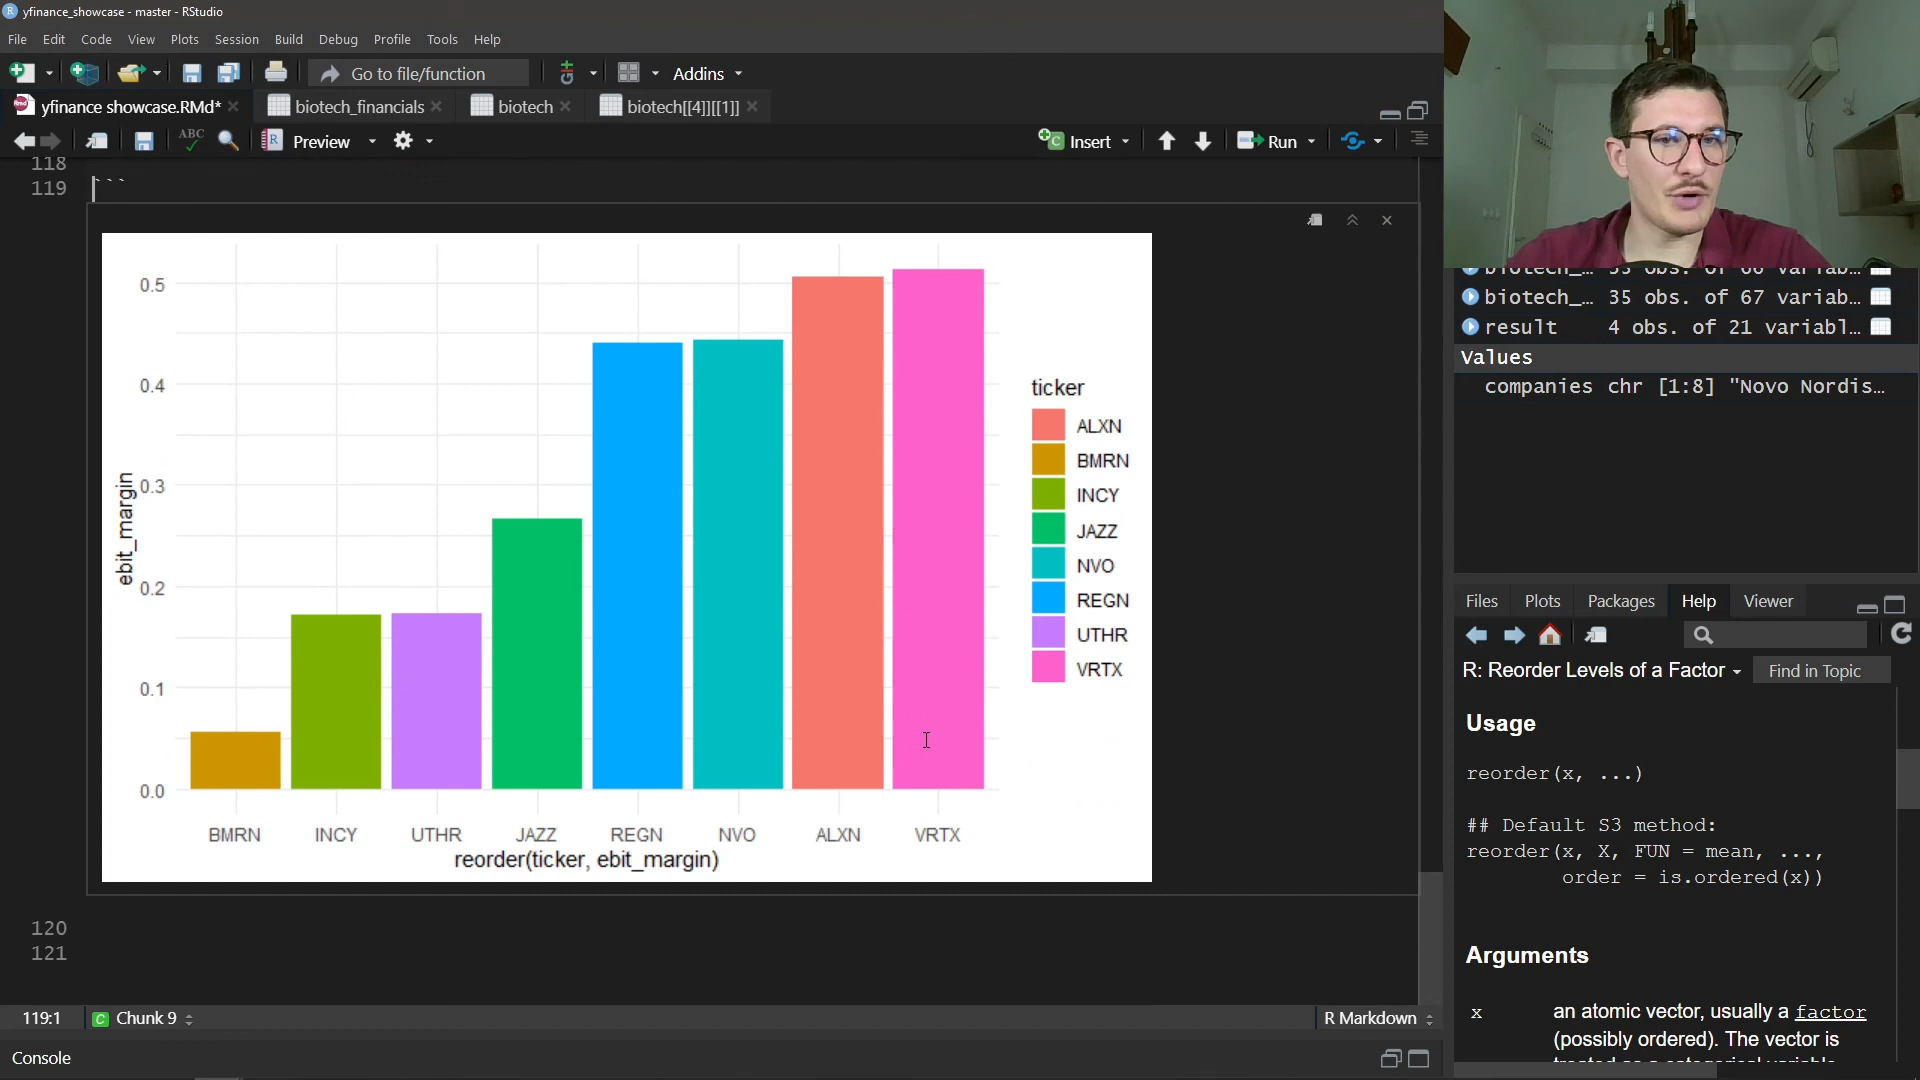 yfinance_showcase - master - RStudio
File Edit Code View Plots Session Build Debug Profile Tools Help
Go to file/function Addins
yfinance showcase.RMd* biotech_financials biotech biotech[[4]][[1]]
ABC Preview Insert Run
118
119 ```
0.5
0.4
0.3
0.2
0.1
0.0
ebit_margin
BMRN INCY UTHR JAZZ REGN NVO ALXN VRTX
reorder(ticker, ebit_margin)
ticker
ALXN
BMRN
INCY
JAZZ
NVO
REGN
UTHR
VRTX
120
121
119:1 Chunk 9 R Markdown
Console
biotech_… 35 obs. of 67 variab…
result 4 obs. of 21 variabl…
Values
companies chr [1:8] "Novo Nordis…
Files Plots Packages Help Viewer
R: Reorder Levels of a Factor Find in Topic
Usage
reorder(x, ...)
## Default S3 method:
reorder(x, X, FUN = mean, ...,
order = is.ordered(x))
Arguments
x an atomic vector, usually a factor
(possibly ordered). The vector is